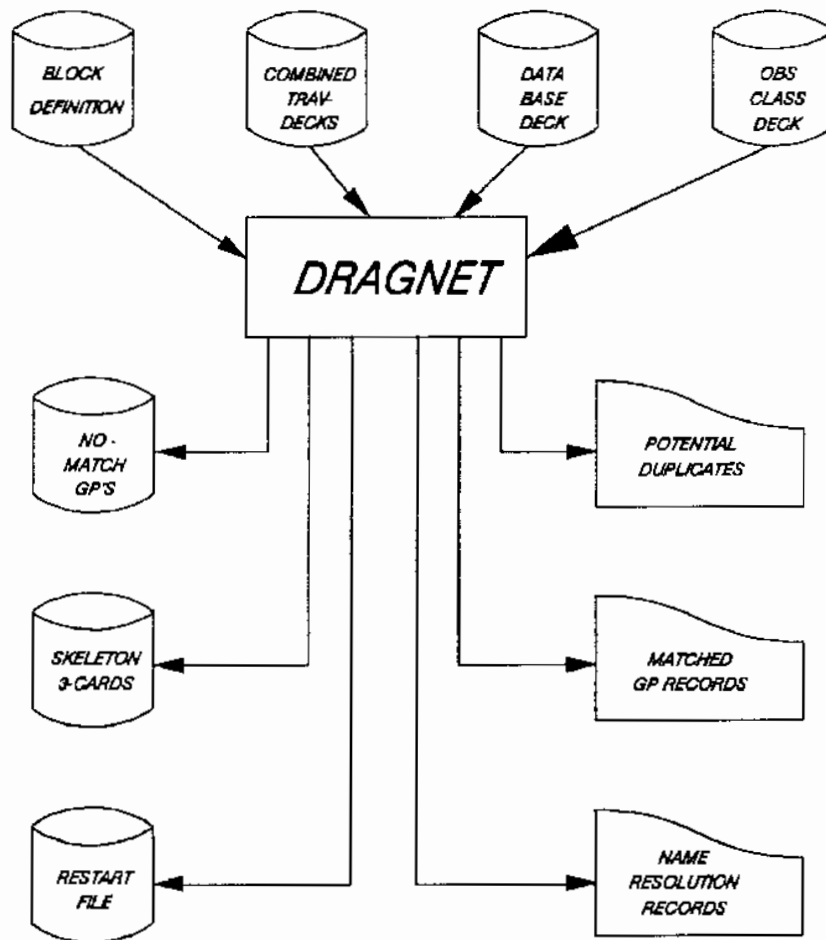 BLOCK
DEFINITION
COMBINED
TRAV-
DECKS
DATA
BASE
DECK
OBS
CLASS
DECK
DRAGNET
NO -
MATCH
GP'S
POTENTIAL
DUPLICATES
SKELETON
3-CARDS
MATCHED
GP RECORDS
RESTART
FILE
NAME
RESOLUTION
RECORDS